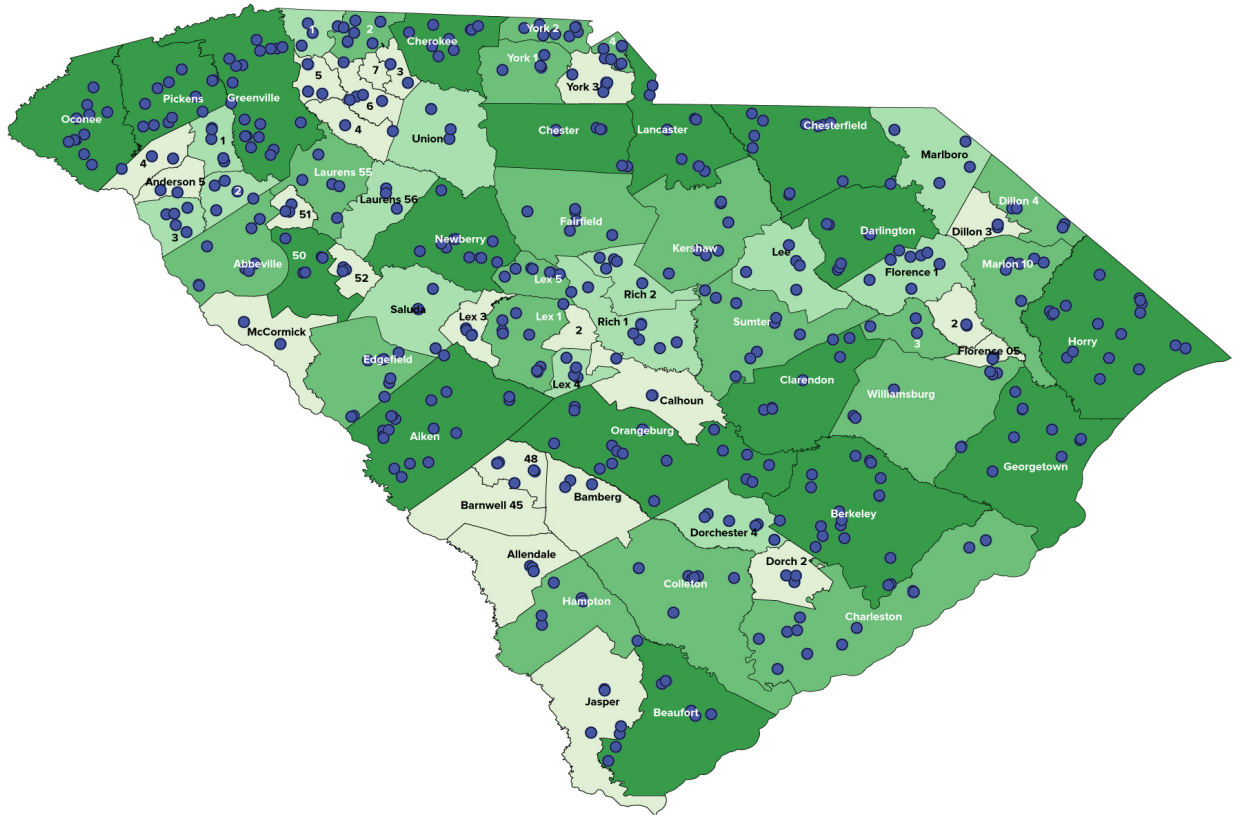 1
2
Cherokee
York 2
4
York 1
York 3
5
7
3
6
4
Oconee
Pickens
Greenville
Union
Chester
Lancaster
Chesterfield
Marlboro
1
4
Anderson 5
2
3
Laurens 55
Laurens 56
51
Dillon 4
Dillon 3
Darlington
Fairfield
Kershaw
Lee
Newberry
Abbeville
50
52
Florence 1
Marion 10
Lex 5
Rich 2
Saluda
Lex 3
Lex 1
2
Rich 1
Sumter
McCormick
2
3
Florence 05
Horry
Edgefield
Lex 4
Calhoun
Clarendon
Williamsburg
Aiken
Orangeburg
Georgetown
48
Barnwell 45
Bamberg
Berkeley
Dorchester 4
Allendale
Dorch 2
Colleton
Hampton
Charleston
Jasper
Beaufort